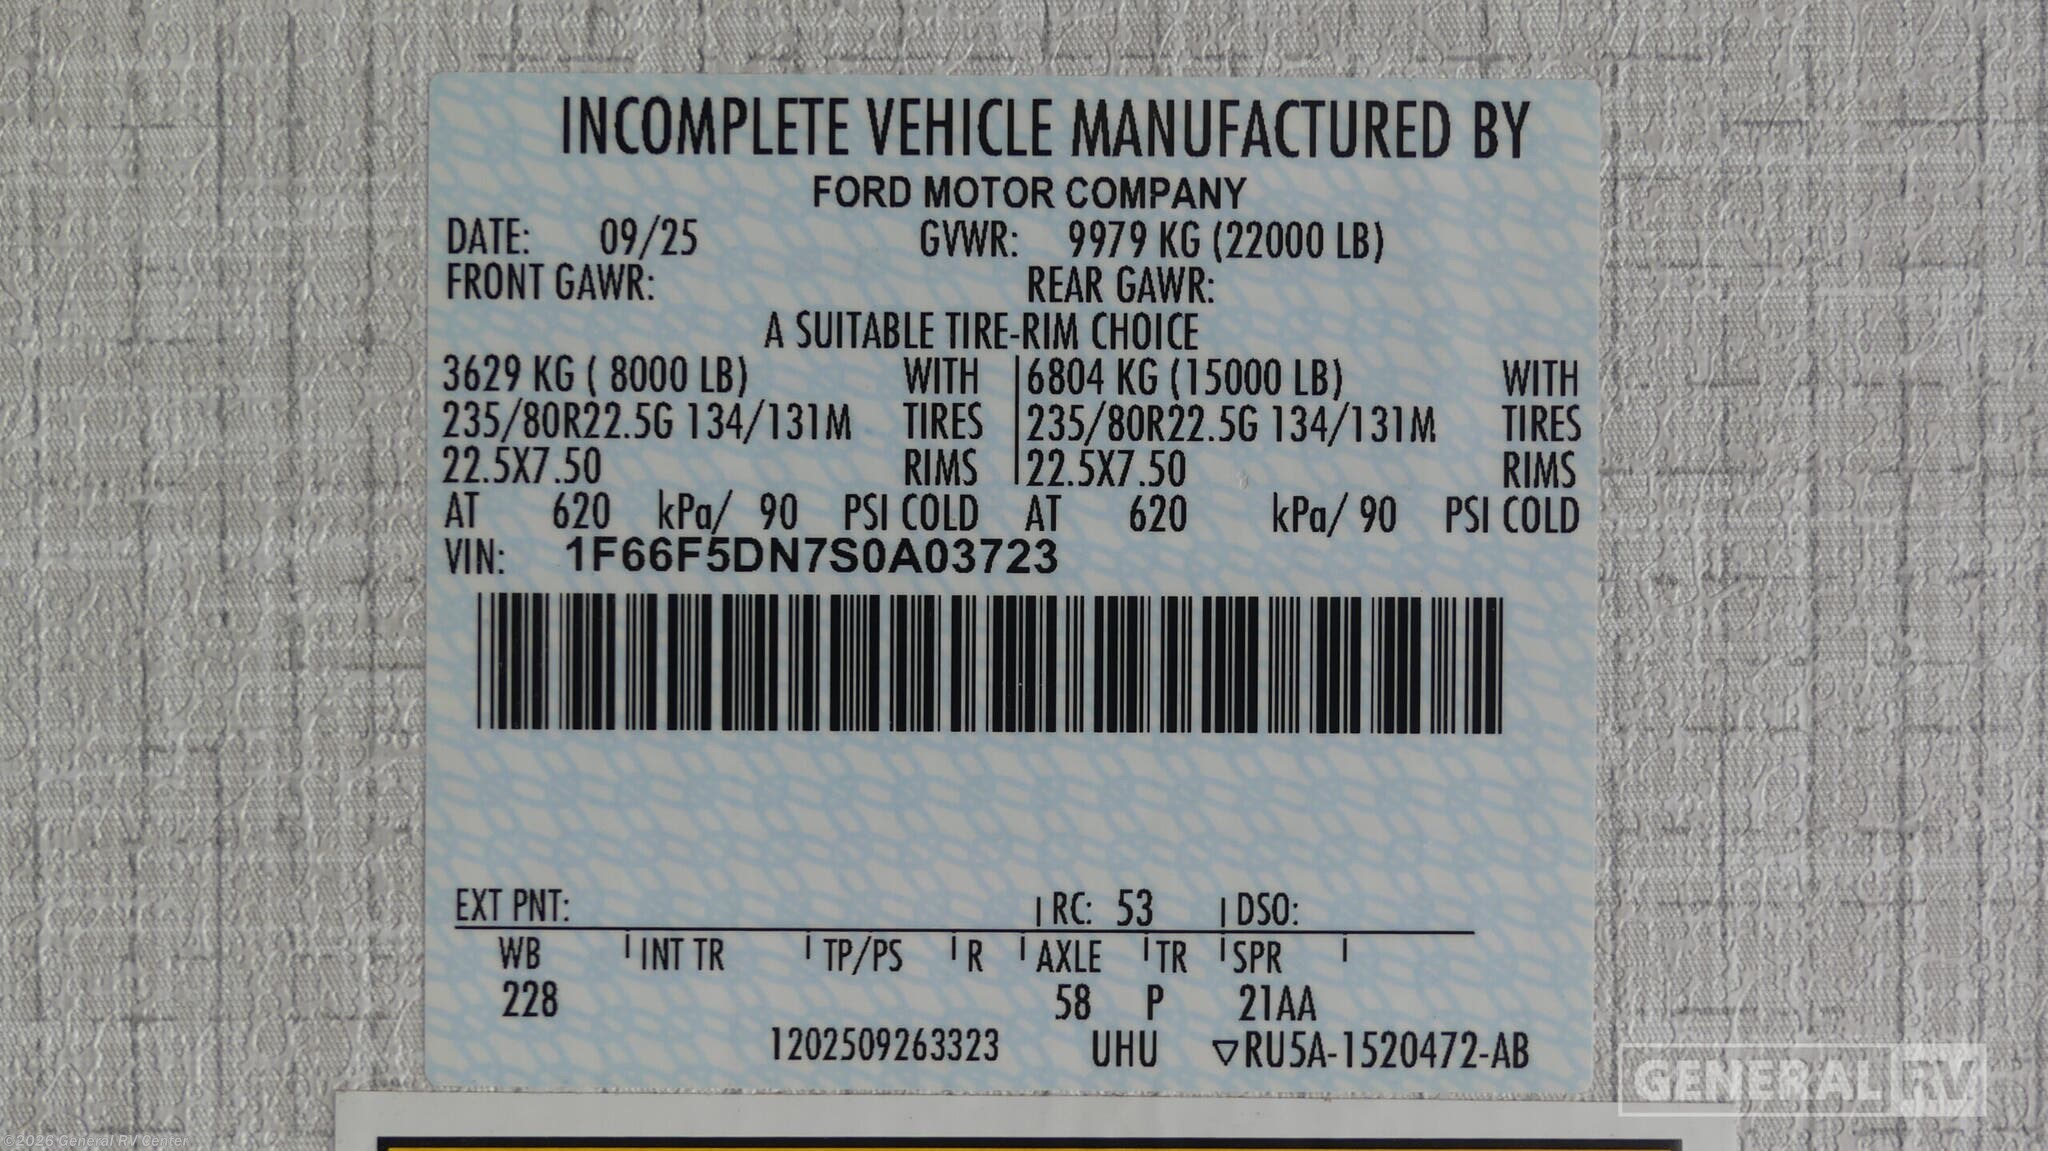 INCOMPLETE VEHICLE MANUFACTURED BY
FORD MOTOR COMPANY
DATE: 09/25 GVWR: 9979 KG (22000 LB)
FRONT GAWR: REAR GAWR:
A SUITABLE TIRE-RIM CHOICE
3629 KG ( 8000 LB) WITH 6804 KG (15000 LB) WITH
235/80R22.5G 134/131M TIRES 235/80R22.5G 134/131M TIRES
22.5X7.50 RIMS 22.5X7.50 RIMS
AT 620 kPa/ 90 PSI COLD AT 620 kPa/ 90 PSI COLD
VIN: 1F66F5DN7S0A03723
EXT PNT: RC: 53 DSO:
WB INT TR TP/PS R AXLE TR SPR
228 58 P 21AA
1202509263323 UHU ▽RU5A-1520472-AB
GENERAL RV
©2026 General RV Center